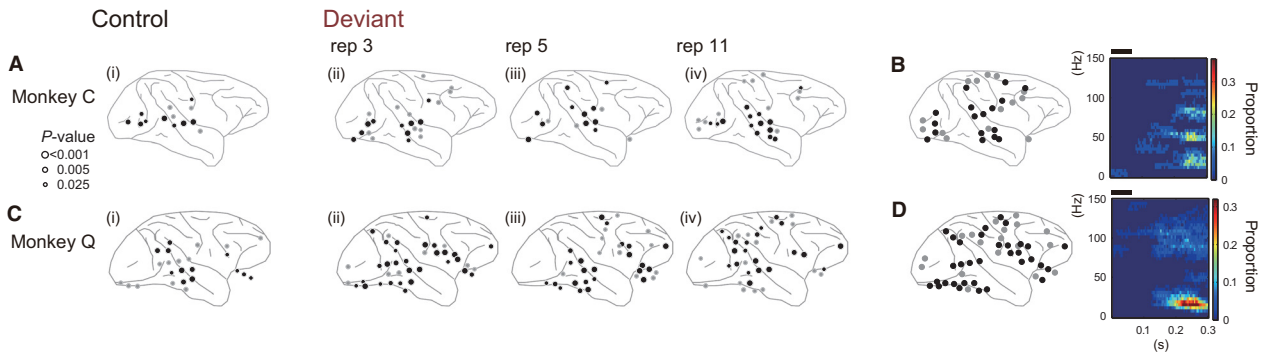 Control
Deviant
rep 3
rep 5
rep 11
A
(i)
(ii)
(iii)
(iv)
B
Monkey C
P-value
<0.001
0.005
0.025
(Hz)
150
100
50
0
0.3
0.2
0.1
0
Proportion
C
(i)
(ii)
(iii)
(iv)
D
Monkey Q
(Hz)
150
100
50
0
0.1
0.2
0.3
(s)
0.3
0.2
0.1
0
Proportion